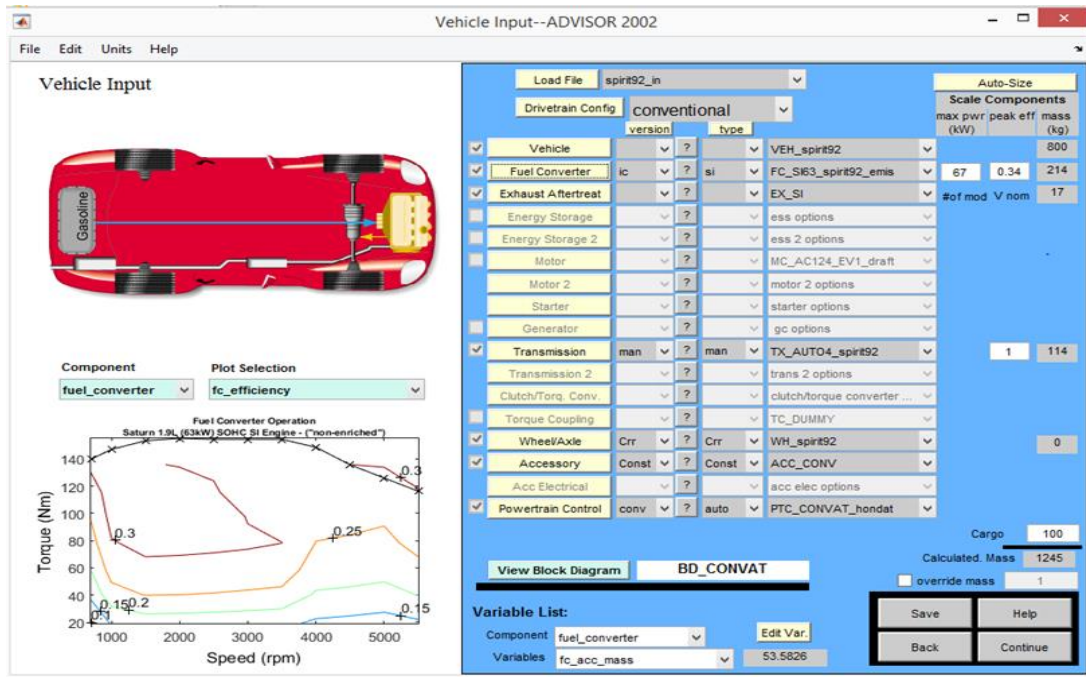 Vehicle Input--ADVISOR 2002
File Edit Units Help
Vehicle Input
Gasoline
Component Plot Selection
fuel_converter fc_efficiency
Fuel Converter Operation
Saturn 1.9L (63kW) SOHC SI Engine - ("non-enriched")
Torque (Nm)
140
120
100
80
60
40
20
0.3
0.3
0.25
0.15
0.2
0.1
0.15
1000 2000 3000 4000 5000
Speed (rpm)
Load File spirit92_in
Auto-Size
Drivetrain Config conventional
Scale Components
version type
max pwr (kW) peak eff mass (kg)
Vehicle ? VEH_spirit92 800
Fuel Converter ic ? si FC_SI63_spirit92_emis 67 0.34 214
Exhaust Aftertreat ? EX_SI #of mod V nom 17
Energy Storage ? ess options
Energy Storage 2 ? ess 2 options
Motor ? MC_AC124_EV1_draft
Motor 2 ? motor 2 options
Starter ? starter options
Generator ? gc options
Transmission man ? man TX_AUTO4_spirit92 1 114
Transmission 2 ? trans 2 options
Clutch/Torq. Conv. ? clutch/torque converter ...
Torque Coupling ? TC_DUMMY
Wheel/Axle Crr ? Crr WH_spirit92 0
Accessory Const ? Const ACC_CONV
Acc Electrical ? acc elec options
Powertrain Control conv ? auto PTC_CONVAT_hondat
Cargo 100
Calculated. Mass 1245
View Block Diagram BD_CONVAT
override mass 1
Variable List:
Component fuel_converter Edit Var.
Variables fc_acc_mass 53.5826
Save Help
Back Continue